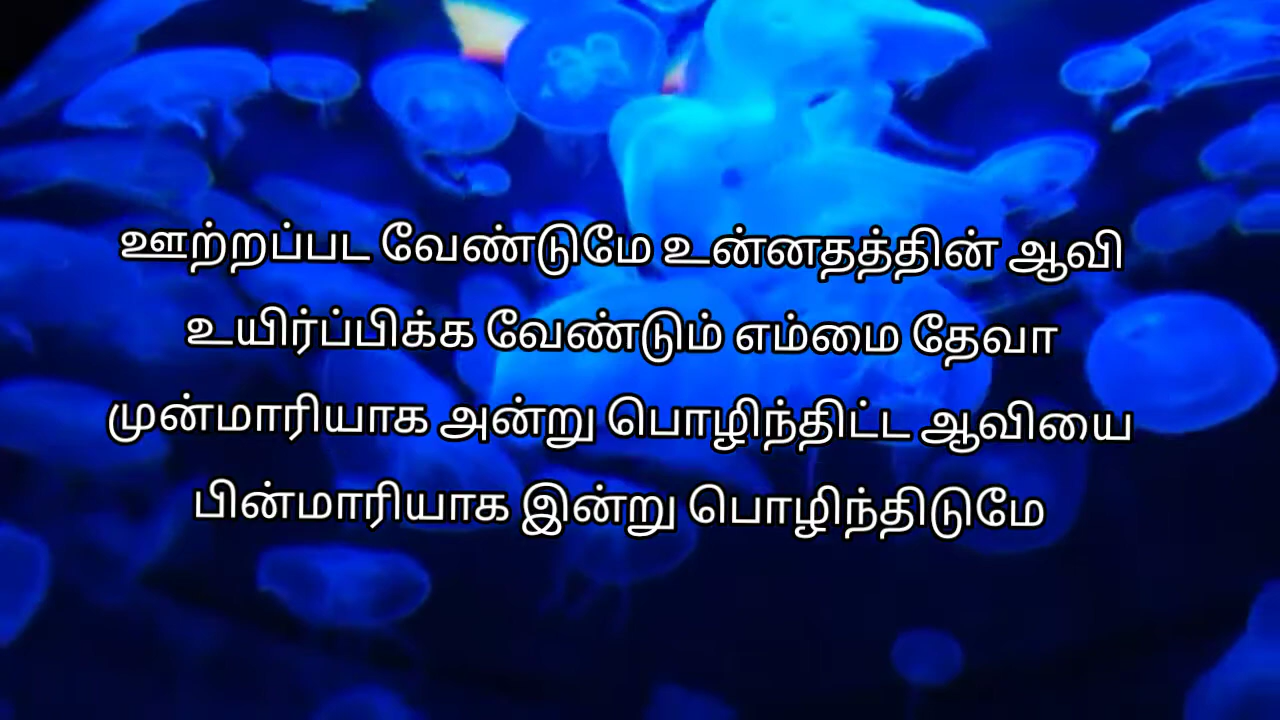 ஊற்றப்பட வேண்டுமே உன்னதத்தின் ஆவி
உயிர்ப்பிக்க வேண்டும் எம்மை தேவா
முன்மாரியாக அன்று பொழிந்திட்ட ஆவியை
பின்மாரியாக இன்று பொழிந்திடுமே